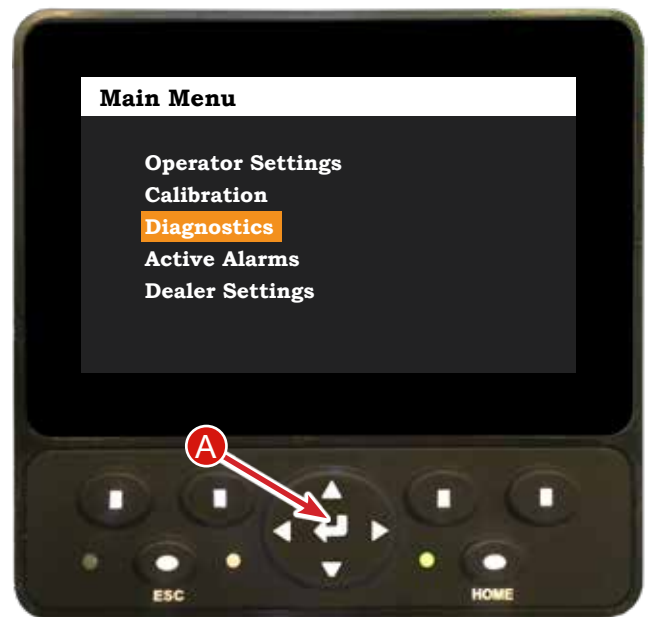 Main Menu
Operator Settings
Calibration
Diagnostics
Active Alarms
Dealer Settings
A
ESC
HOME